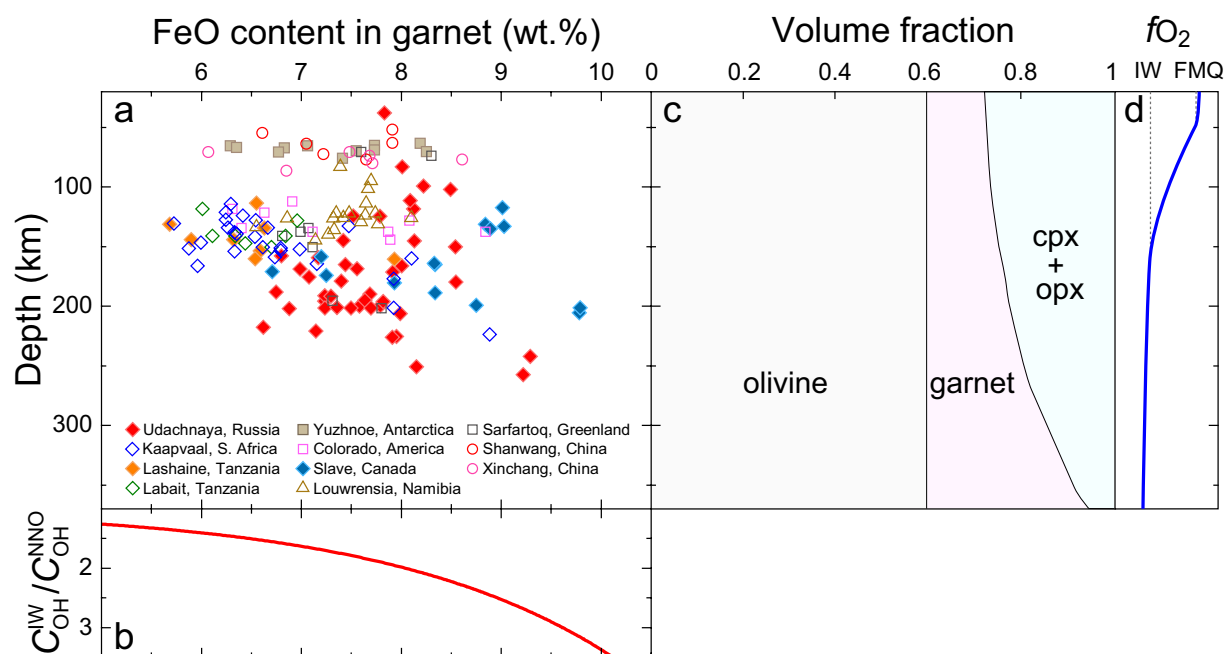 FeO content in garnet (wt.%)
Volume fraction
fO2
6 7 8 9 10
0 0.2 0.4 0.6 0.8 1
IW FMQ
a
c
d
Depth (km)
100
200
300
cpx
+
opx
olivine
garnet
Udachnaya, Russia
Yuzhnoe, Antarctica
Sarfartoq, Greenland
Kaapvaal, S. Africa
Colorado, America
Shanwang, China
Lashaine, Tanzania
Slave, Canada
Xinchang, China
Labait, Tanzania
Louwrensia, Namibia
C_OH^IW/C_OH^NNO
2
3
b